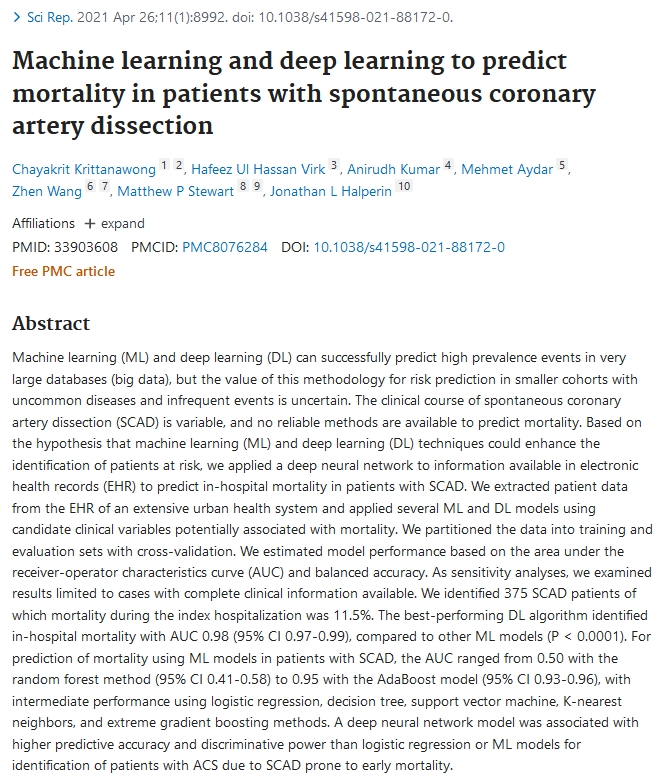 > Sci Rep. 2021 Apr 26;11(1):8992. doi: 10.1038/s41598-021-88172-0.
Machine learning and deep learning to predict
mortality in patients with spontaneous coronary
artery dissection
Chayakrit Krittanawong 1 2, Hafeez Ul Hassan Virk 3, Anirudh Kumar 4, Mehmet Aydar 5,
Zhen Wang 6 7, Matthew P Stewart 8 9, Jonathan L Halperin 10
Affiliations + expand
PMID: 33903608 PMCID: PMC8076284 DOI: 10.1038/s41598-021-88172-0
Free PMC article
Abstract
Machine learning (ML) and deep learning (DL) can successfully predict high prevalence events in very
large databases (big data), but the value of this methodology for risk prediction in smaller cohorts with
uncommon diseases and infrequent events is uncertain. The clinical course of spontaneous coronary
artery dissection (SCAD) is variable, and no reliable methods are available to predict mortality. Based on
the hypothesis that machine learning (ML) and deep learning (DL) techniques could enhance the
identification of patients at risk, we applied a deep neural network to information available in electronic
health records (EHR) to predict in-hospital mortality in patients with SCAD. We extracted patient data
from the EHR of an extensive urban health system and applied several ML and DL models using
candidate clinical variables potentially associated with mortality. We partitioned the data into training and
evaluation sets with cross-validation. We estimated model performance based on the area under the
receiver-operator characteristics curve (AUC) and balanced accuracy. As sensitivity analyses, we examined
results limited to cases with complete clinical information available. We identified 375 SCAD patients of
which mortality during the index hospitalization was 11.5%. The best-performing DL algorithm identified
in-hospital mortality with AUC 0.98 (95% CI 0.97-0.99), compared to other ML models (P < 0.0001). For
prediction of mortality using ML models in patients with SCAD, the AUC ranged from 0.50 with the
random forest method (95% CI 0.41-0.58) to 0.95 with the AdaBoost model (95% CI 0.93-0.96), with
intermediate performance using logistic regression, decision tree, support vector machine, K-nearest
neighbors, and extreme gradient boosting methods. A deep neural network model was associated with
higher predictive accuracy and discriminative power than logistic regression or ML models for
identification of patients with ACS due to SCAD prone to early mortality.